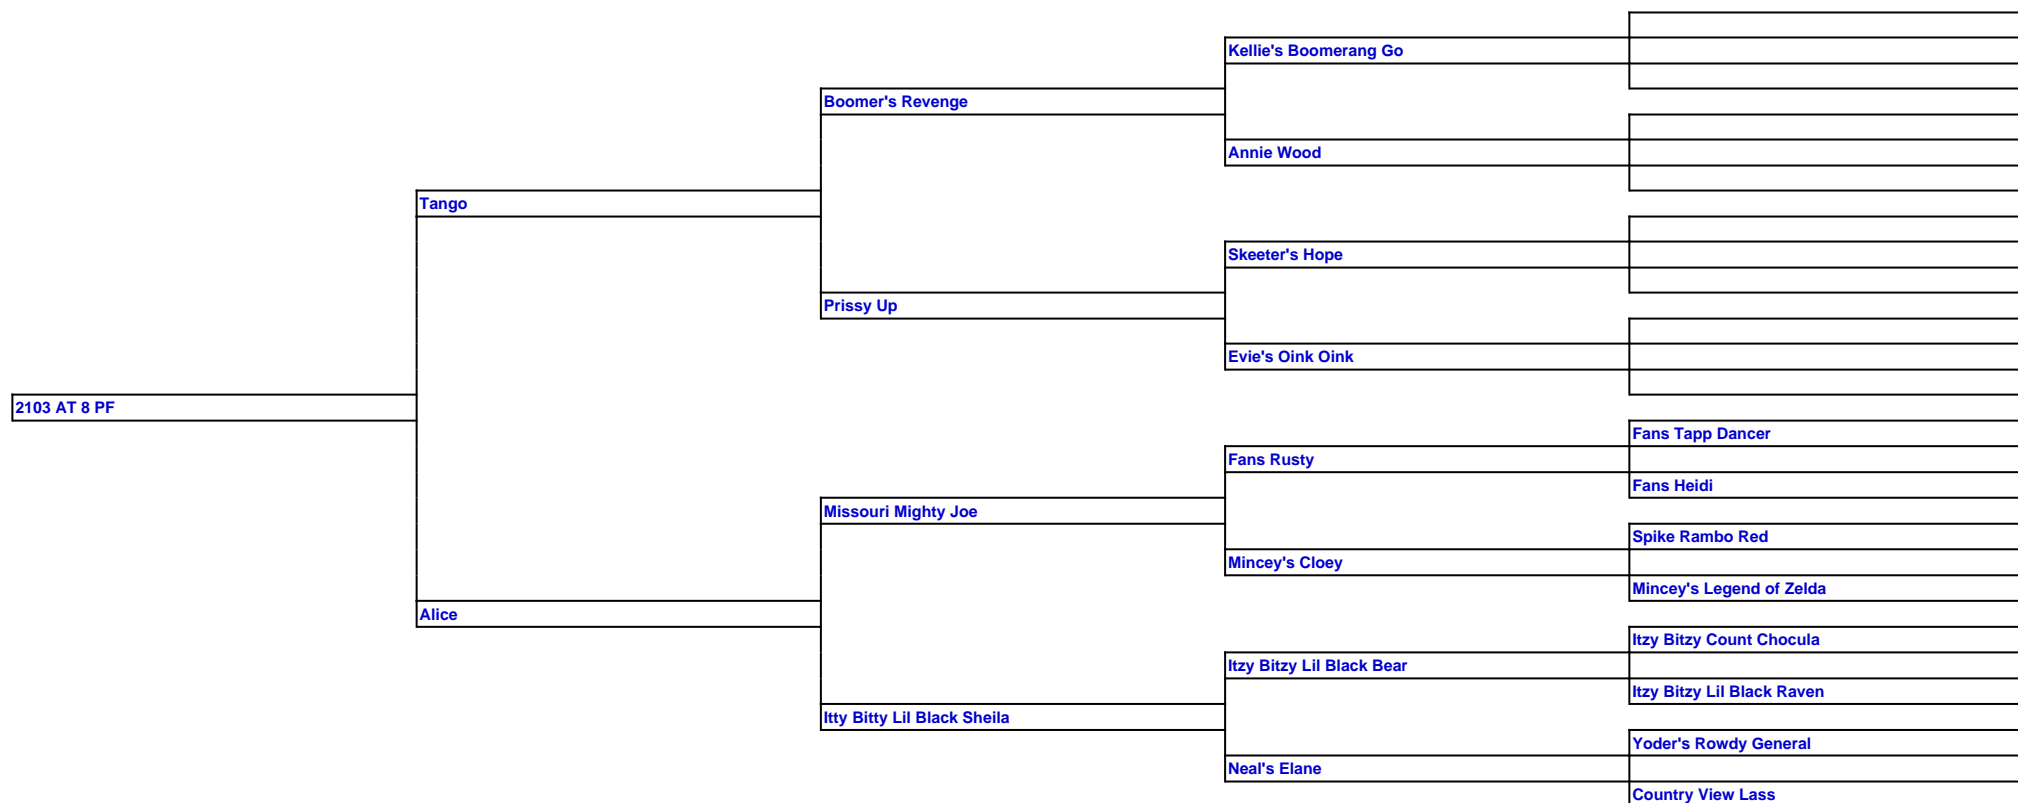 Kellie's Boomerang Go
Boomer's Revenge
Annie Wood
Tango
Skeeter's Hope
Prissy Up
Evie's Oink Oink
2103 AT 8 PF
Fans Tapp Dancer
Fans Rusty
Fans Heidi
Missouri Mighty Joe
Spike Rambo Red
Mincey's Cloey
Mincey's Legend of Zelda
Alice
Itzy Bitzy Count Chocula
Itzy Bitzy Lil Black Bear
Itzy Bitzy Lil Black Raven
Itty Bitty Lil Black Sheila
Yoder's Rowdy General
Neal's Elane
Country View Lass